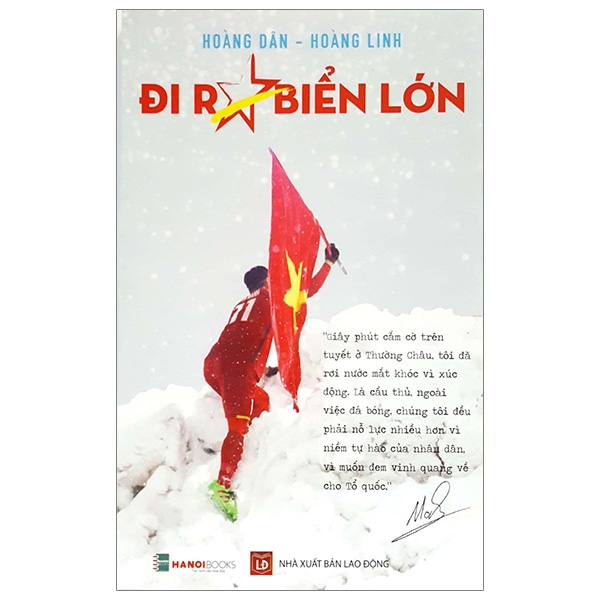 HOÀNG DÂN - HOÀNG LINH
ĐI RA BIỂN LỚN
11
"Giây phút cắm cờ trên
tuyết ở Thường Châu, tôi đã
rơi nước mắt khóc vì xúc
động. Là cầu thủ, ngoài
việc đá bóng, chúng tôi đều
phải nỗ lực nhiều hơn vì
niềm tự hào của nhân dân,
vì muốn đem vinh quang về
cho Tổ quốc."
HANOIBOOKS
LĐ NHÀ XUẤT BẢN LAO ĐỘNG